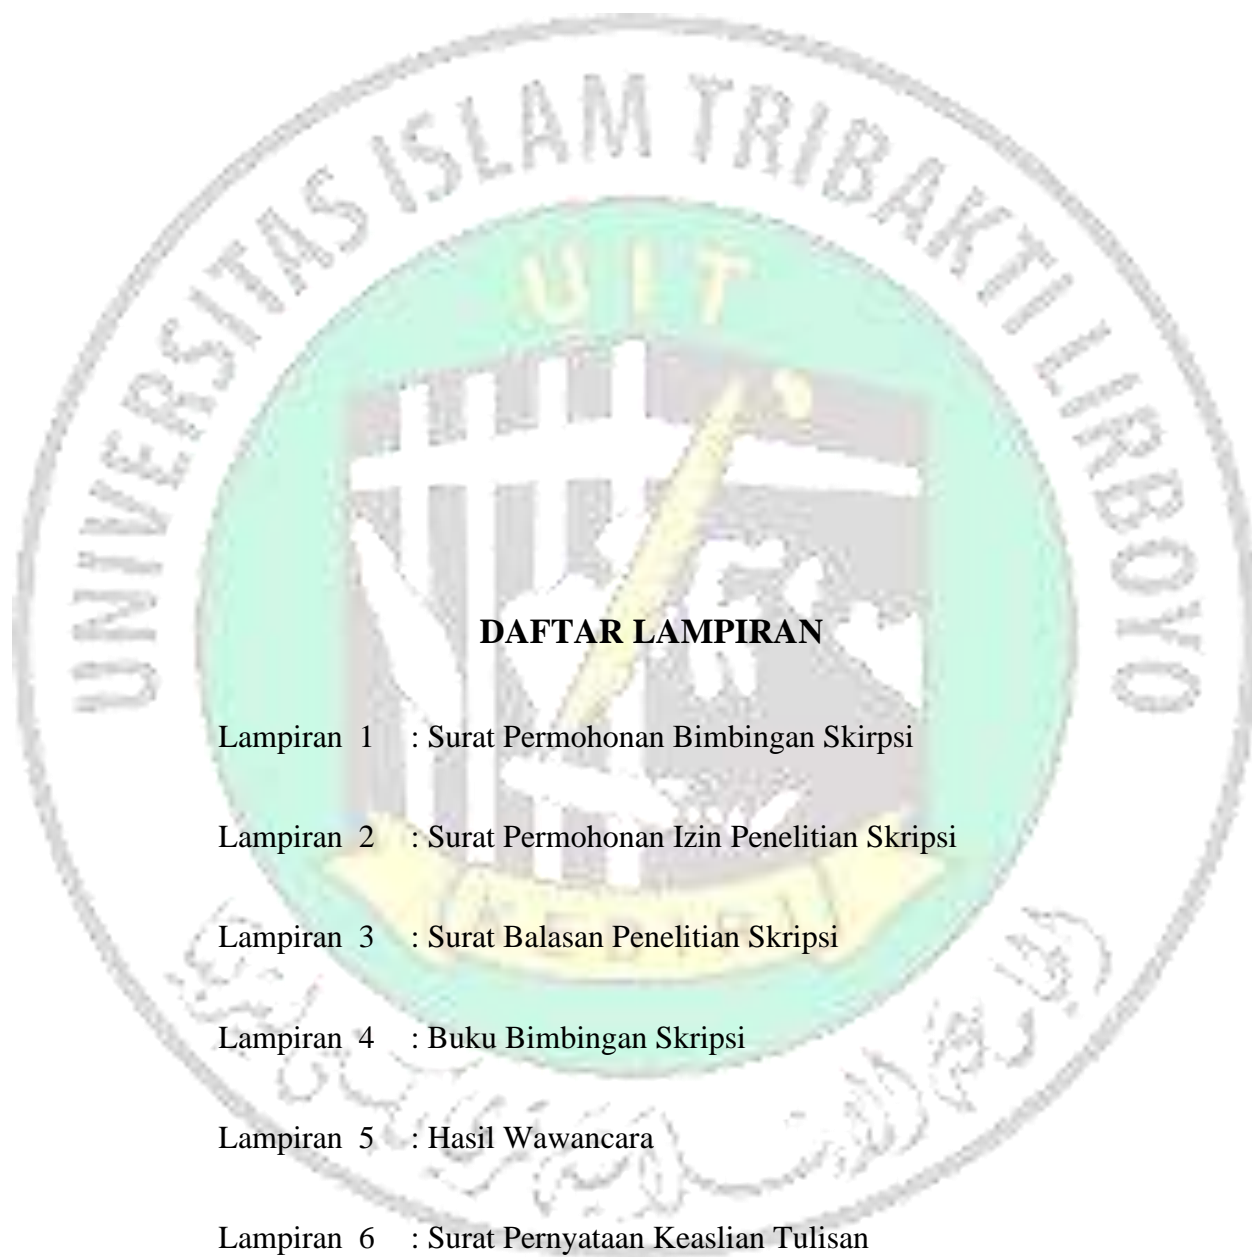 UNIVERSITAS ISLAM TRIBAKTI LIRBOYO
UIT
DAFTAR LAMPIRAN
Lampiran 1 : Surat Permohonan Bimbingan Skirpsi
Lampiran 2 : Surat Permohonan Izin Penelitian Skripsi
KEDIRI
Lampiran 3 : Surat Balasan Penelitian Skripsi
Lampiran 4 : Buku Bimbingan Skripsi
Lampiran 5 : Hasil Wawancara
Lampiran 6 : Surat Pernyataan Keaslian Tulisan